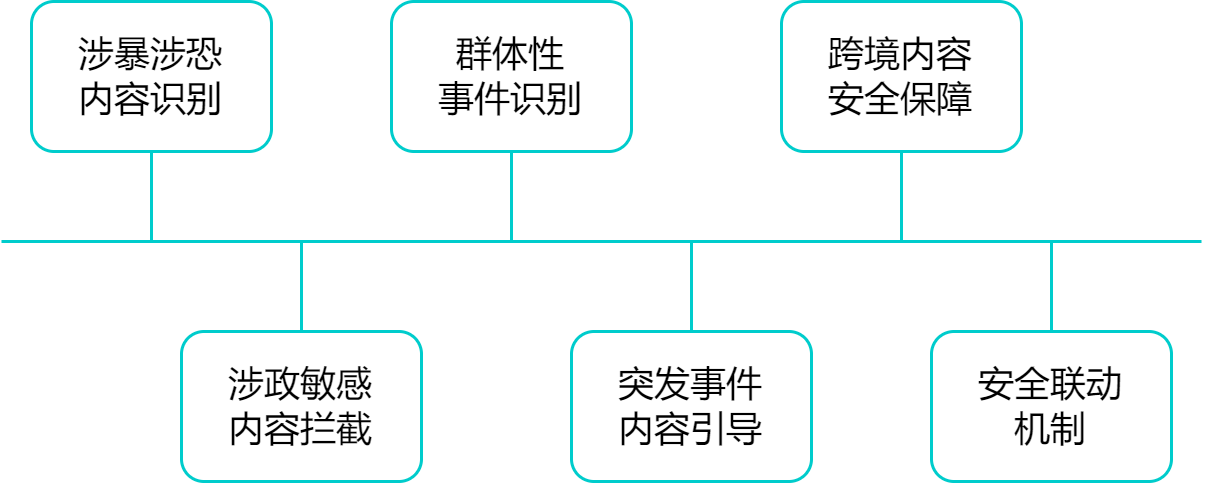 涉暴涉恐
内容识别
群体性
事件识别
跨境内容
安全保障
涉政敏感
内容拦截
突发事件
内容引导
安全联动
机制